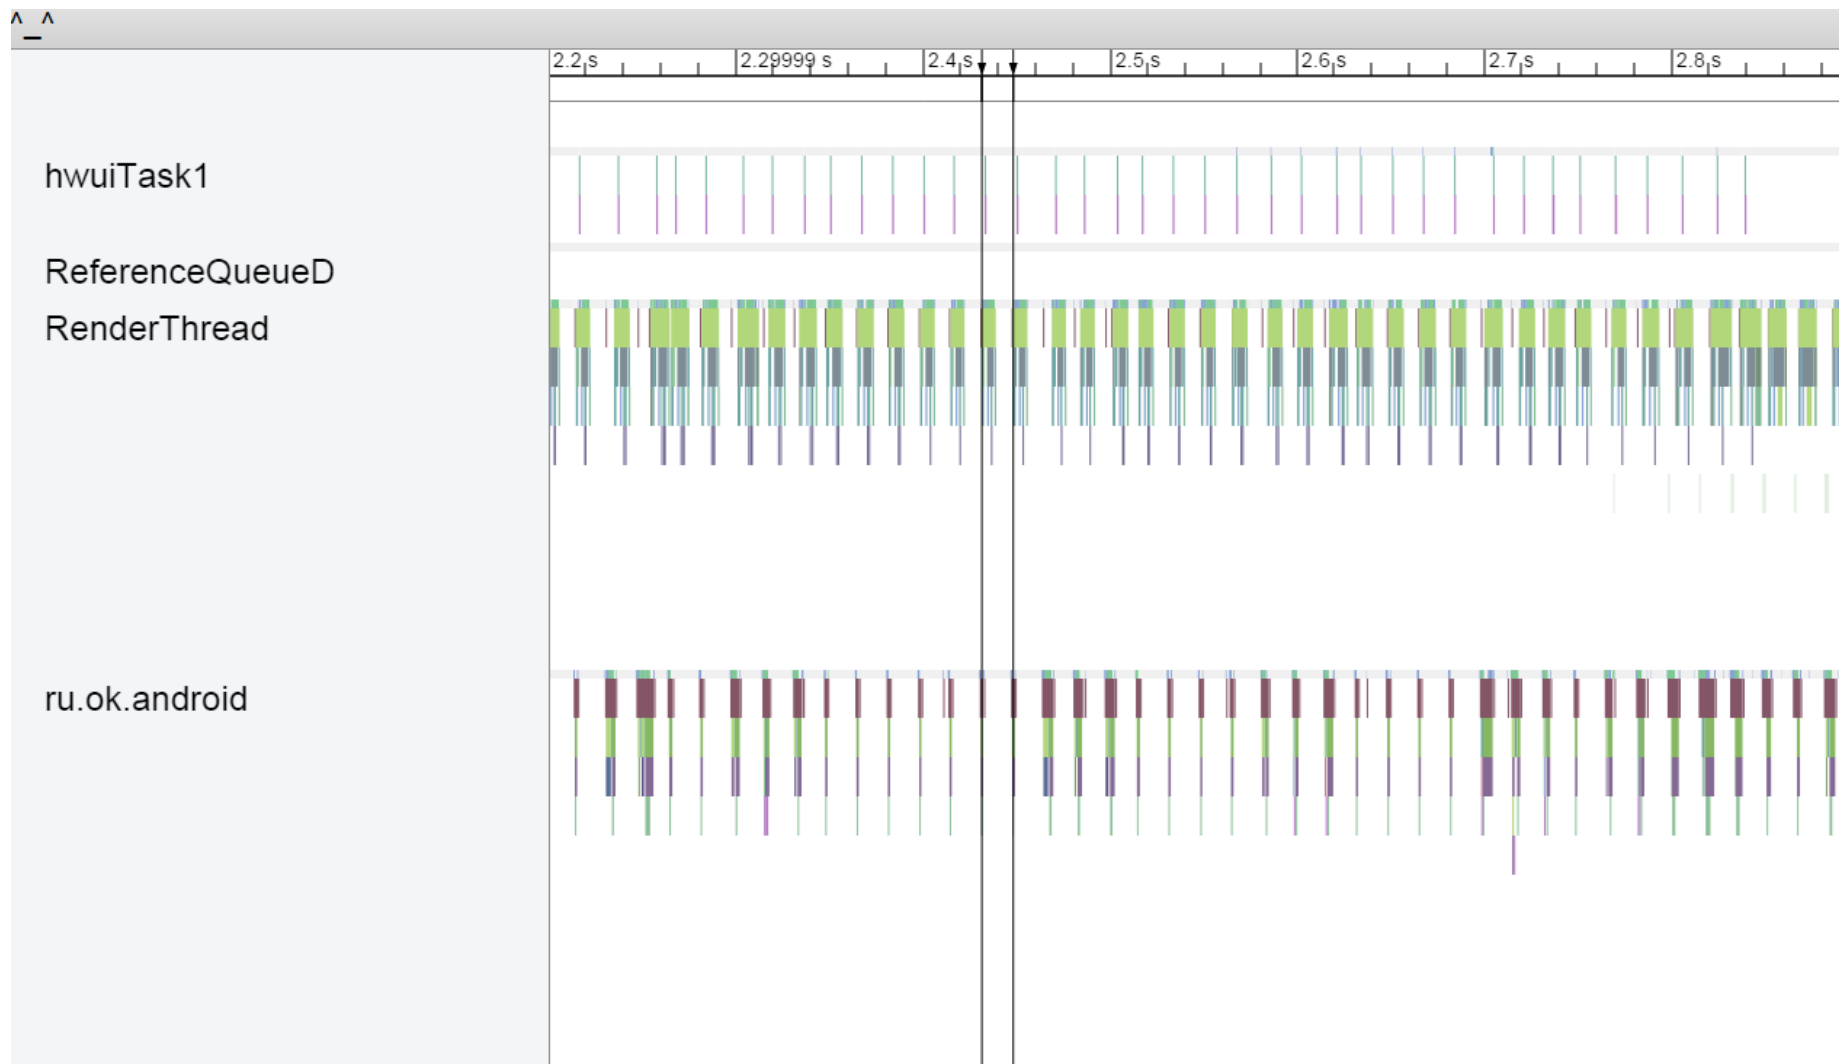 ^_^
2.2 s 2.29999 s 2.4 s 2.5 s 2.6 s 2.7 s 2.8 s
hwuiTask1
ReferenceQueueD
RenderThread
ru.ok.android